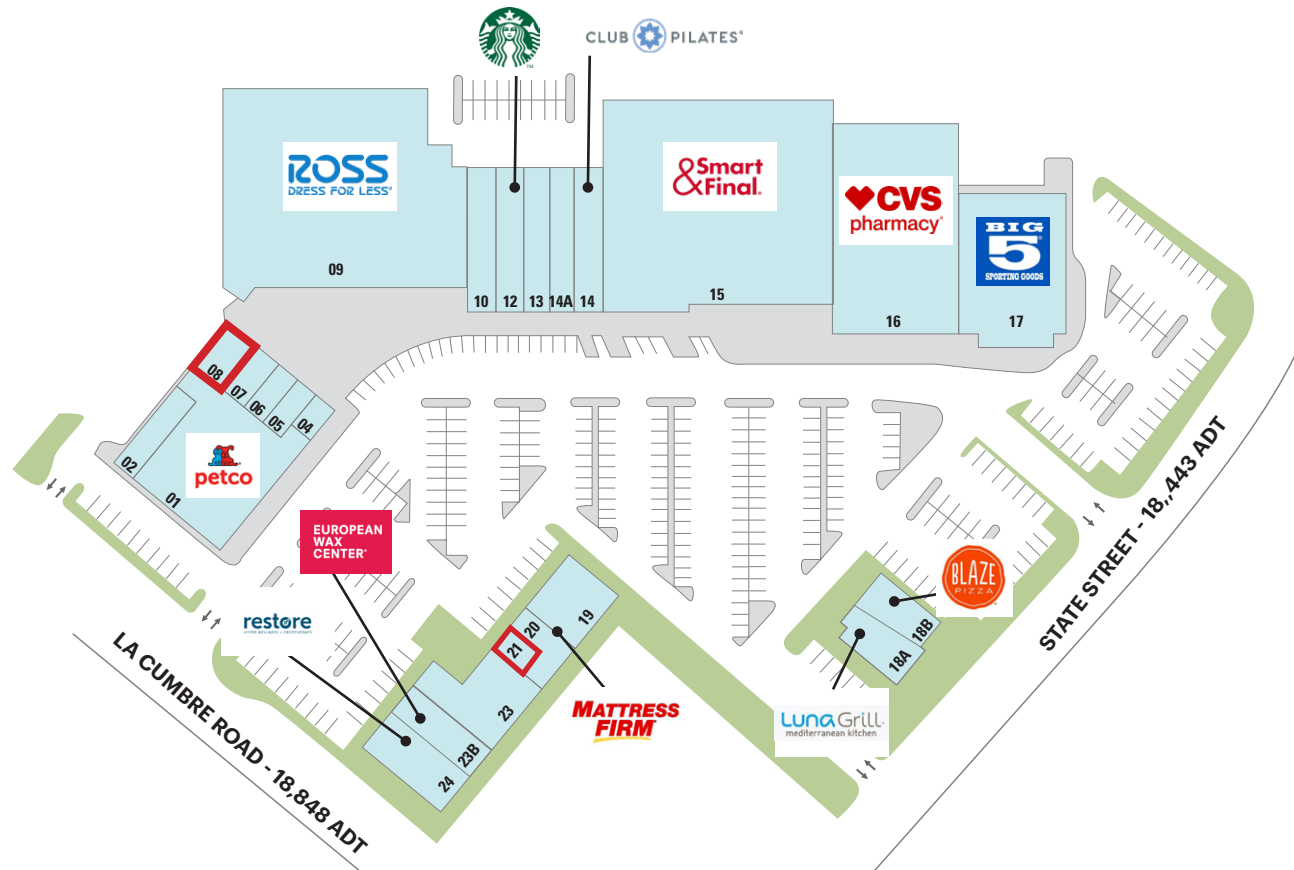 CLUB PILATES®
ROSS
DRESS FOR LESS®
&Smart
Final.
CVS
pharmacy®
BIG
5
SPORTING GOODS
09
10
12
13
14A
14
15
16
17
08
07
06
05
04
02
01
petco
EUROPEAN
WAX
CENTER®
restore
BLAZE
PIZZA
19
20
21
23
23B
24
18B
18A
MATTRESS
FIRM
LUNA GRILL
mediterranean kitchen
LA CUMBRE ROAD - 18,848 ADT
STATE STREET - 18,,443 ADT